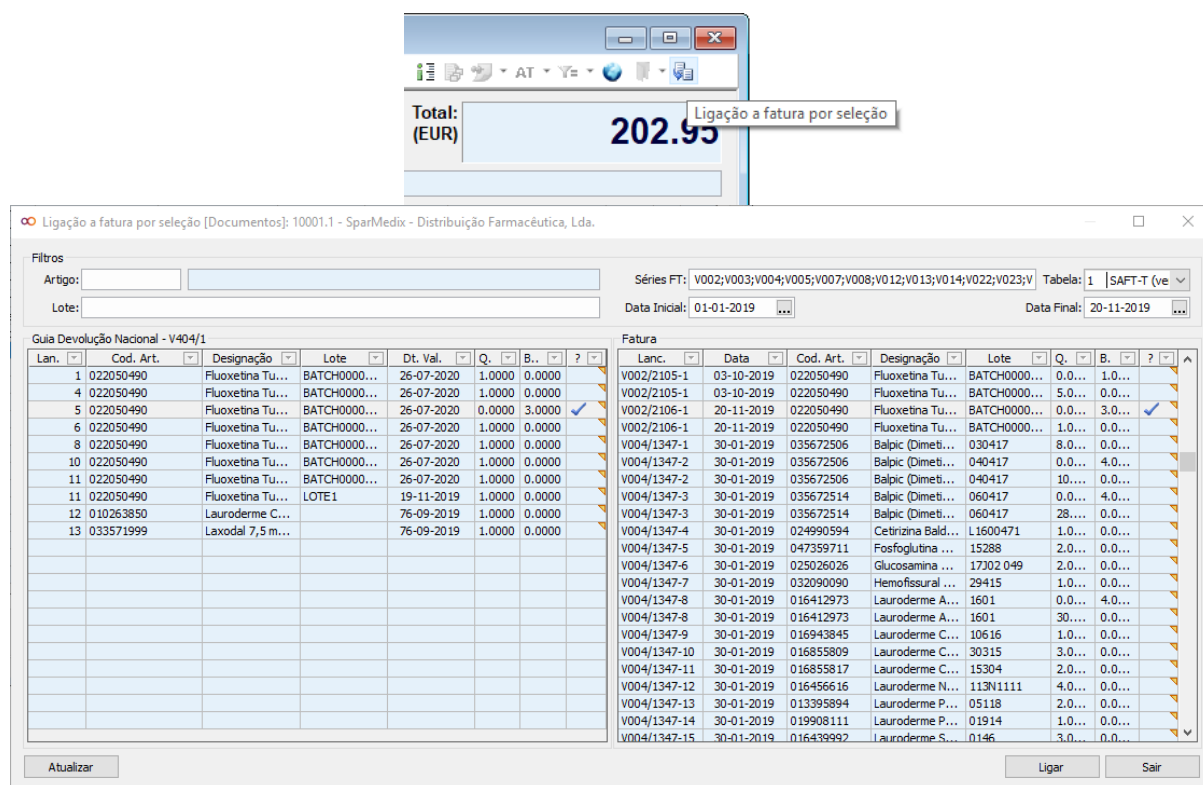 AT Y=
Total:
(EUR)
202.95
Ligação a fatura por seleção
Ligação a fatura por seleção [Documentos]: 10001.1 - SparMedix - Distribuição Farmacêutica, Lda.
Filtros
Artigo: Séries FT: V002;V003;V004;V005;V007;V008;V012;V013;V014;V022;V023;V Tabela: 1 SAFT-T (ve
Lote: Data Inicial: 01-01-2019 ... Data Final: 20-11-2019 ...
Guia Devolução Nacional - V404/1
Lan. Cod. Art. Designação Lote Dt. Val. Q. B.. ?
1 022050490 Fluoxetina Tu... BATCH0000... 26-07-2020 1.0000 0.0000
4 022050490 Fluoxetina Tu... BATCH0000... 26-07-2020 1.0000 0.0000
5 022050490 Fluoxetina Tu... BATCH0000... 26-07-2020 0.0000 3.0000
6 022050490 Fluoxetina Tu... BATCH0000... 26-07-2020 1.0000 0.0000
8 022050490 Fluoxetina Tu... BATCH0000... 26-07-2020 1.0000 0.0000
10 022050490 Fluoxetina Tu... BATCH0000... 26-07-2020 1.0000 0.0000
11 022050490 Fluoxetina Tu... BATCH0000... 26-07-2020 1.0000 0.0000
11 022050490 Fluoxetina Tu... LOTE1 19-11-2019 1.0000 0.0000
12 010263850 Lauroderme C... 76-09-2019 1.0000 0.0000
13 033571999 Laxodal 7,5 m... 76-09-2019 1.0000 0.0000
Fatura
Lanc. Data Cod. Art. Designação Lote Q. B. ?
V002/2105-1 03-10-2019 022050490 Fluoxetina Tu... BATCH0000... 0.0... 1.0...
V002/2105-1 03-10-2019 022050490 Fluoxetina Tu... BATCH0000... 5.0... 0.0...
V002/2106-1 20-11-2019 022050490 Fluoxetina Tu... BATCH0000... 0.0... 3.0...
V002/2106-1 20-11-2019 022050490 Fluoxetina Tu... BATCH0000... 1.0... 0.0...
V004/1347-1 30-01-2019 035672506 Balpic (Dimeti... 030417 8.0... 0.0...
V004/1347-2 30-01-2019 035672506 Balpic (Dimeti... 040417 0.0... 4.0...
V004/1347-2 30-01-2019 035672506 Balpic (Dimeti... 040417 10.... 0.0...
V004/1347-3 30-01-2019 035672514 Balpic (Dimeti... 060417 0.0... 4.0...
V004/1347-3 30-01-2019 035672514 Balpic (Dimeti... 060417 28.... 0.0...
V004/1347-4 30-01-2019 024990594 Cetirizina Bald... L1600471 1.0... 0.0...
V004/1347-5 30-01-2019 047359711 Fosfoglutina ... 15288 2.0... 0.0...
V004/1347-6 30-01-2019 025026026 Glucosamina ... 17J02 049 2.0... 0.0...
V004/1347-7 30-01-2019 032090090 Hemofissural ... 29415 1.0... 0.0...
V004/1347-8 30-01-2019 016412973 Lauroderme A... 1601 0.0... 4.0...
V004/1347-8 30-01-2019 016412973 Lauroderme A... 1601 30.... 0.0...
V004/1347-9 30-01-2019 016943845 Lauroderme C... 10616 1.0... 0.0...
V004/1347-10 30-01-2019 016855809 Lauroderme C... 30315 3.0... 0.0...
V004/1347-11 30-01-2019 016855817 Lauroderme C... 15304 2.0... 0.0...
V004/1347-12 30-01-2019 016456616 Lauroderme N... 113N1111 4.0... 0.0...
V004/1347-13 30-01-2019 013395894 Lauroderme P... 05118 2.0... 0.0...
V004/1347-14 30-01-2019 019908111 Lauroderme P... 01914 1.0... 0.0...
V004/1347-15 30-01-2019 016439992 Lauroderme S... 0146 3.0... 0.0...
Atualizar Ligar Sair